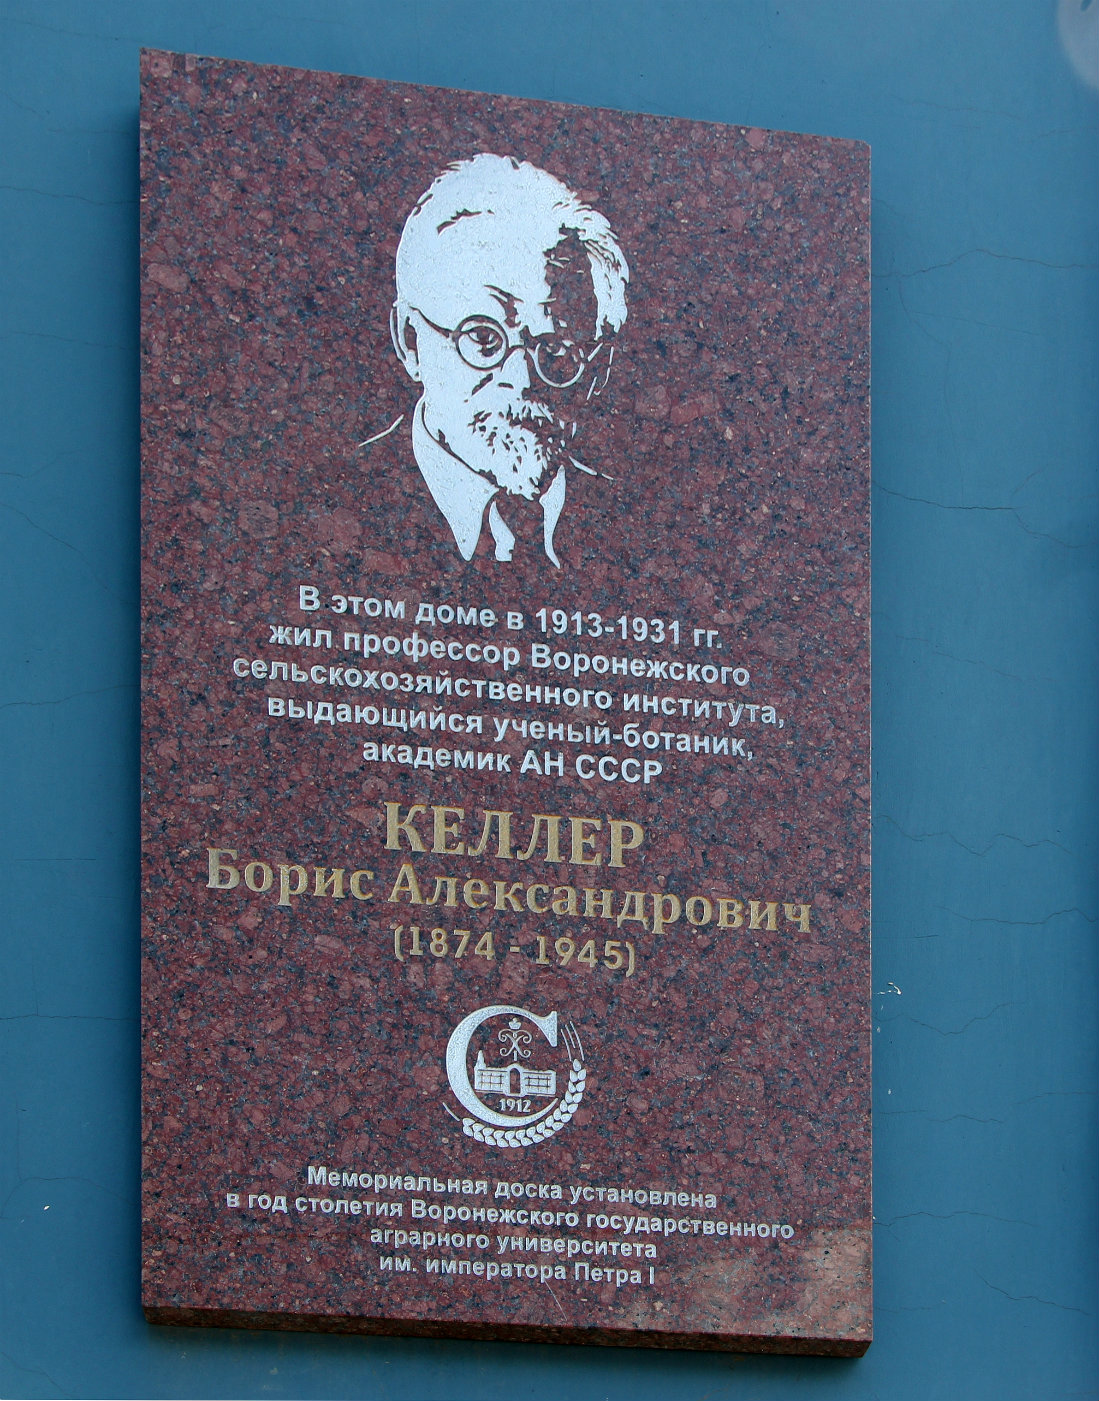 В этом доме в 1913-1931 гг.
жил профессор Воронежского
сельскохозяйственного института,
выдающийся ученый-ботаник,
академик АН СССР
КЕЛЛЕР
Борис Александрович
(1874 - 1945)
1912
Мемориальная доска установлена
в год столетия Воронежского государственного
аграрного университета
им. императора Петра I